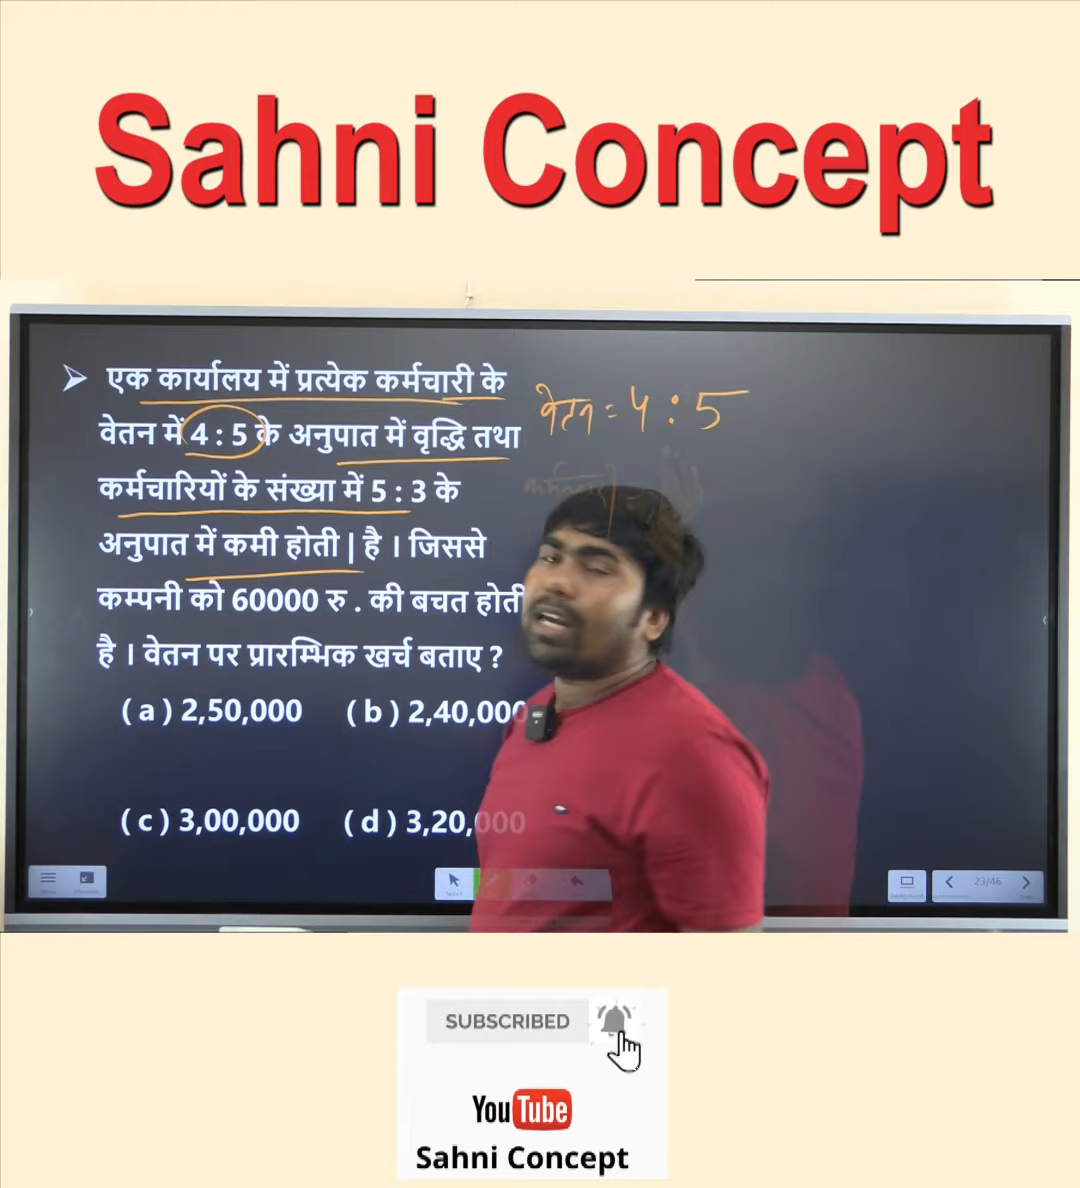 Sahni Concept
➢ एक कार्यालय में प्रत्येक कर्मचारी के
वेतन में 4 : 5 के अनुपात में वृद्धि तथा
कर्मचारियों के संख्या में 5 : 3 के
अनुपात में कमी होती | है । जिससे
कम्पनी को 60000 रु . की बचत होती
है । वेतन पर प्रारम्भिक खर्च बताए ?
( a ) 2,50,000 ( b ) 2,40,000
( c ) 3,00,000 ( d ) 3,20,000
वेतन = 4 : 5
23/46
SUBSCRIBED
YouTube
Sahni Concept